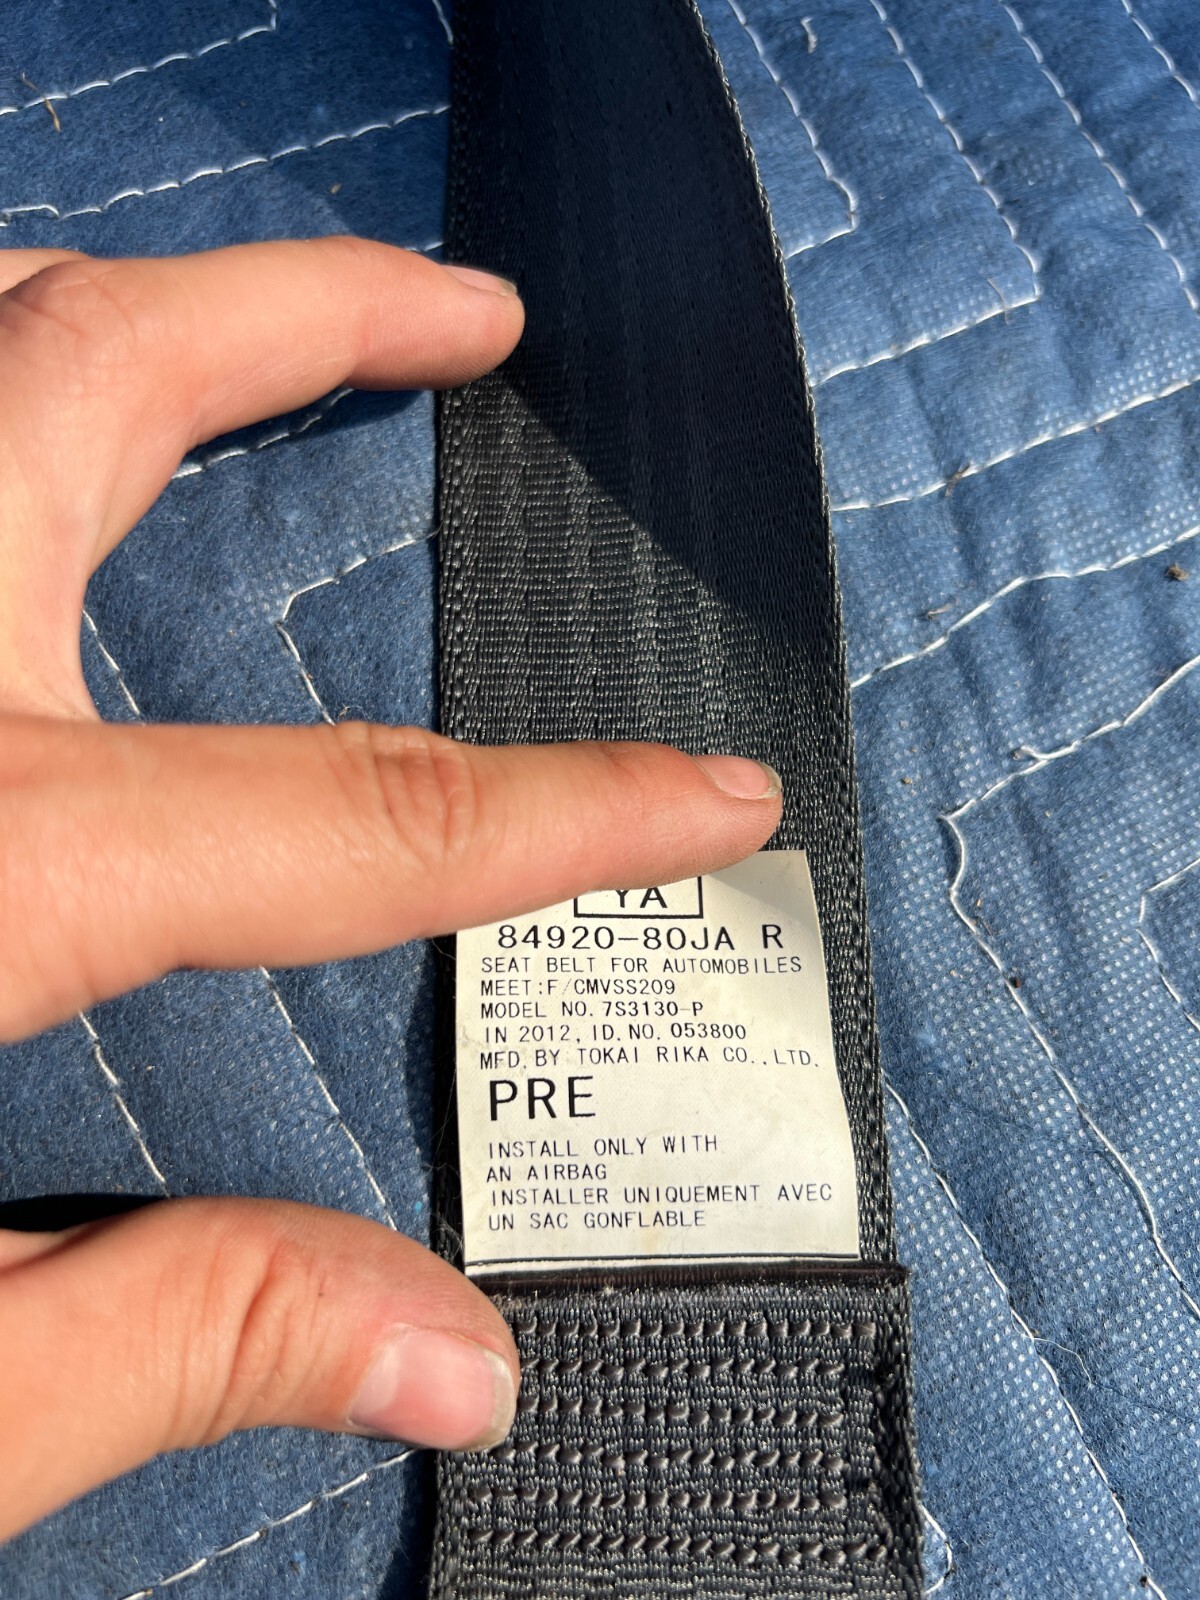 YA
84920-80JA R
SEAT BELT FOR AUTOMOBILES
MEET:F/CMVSS209
MODEL NO.7S3130-P
IN 2012, ID.NO. 053800
MFD.BY TOKAI RIKA CO.,LTD.
PRE
INSTALL ONLY WITH
AN AIRBAG
INSTALLER UNIQUEMENT AVEC
UN SAC GONFLABLE